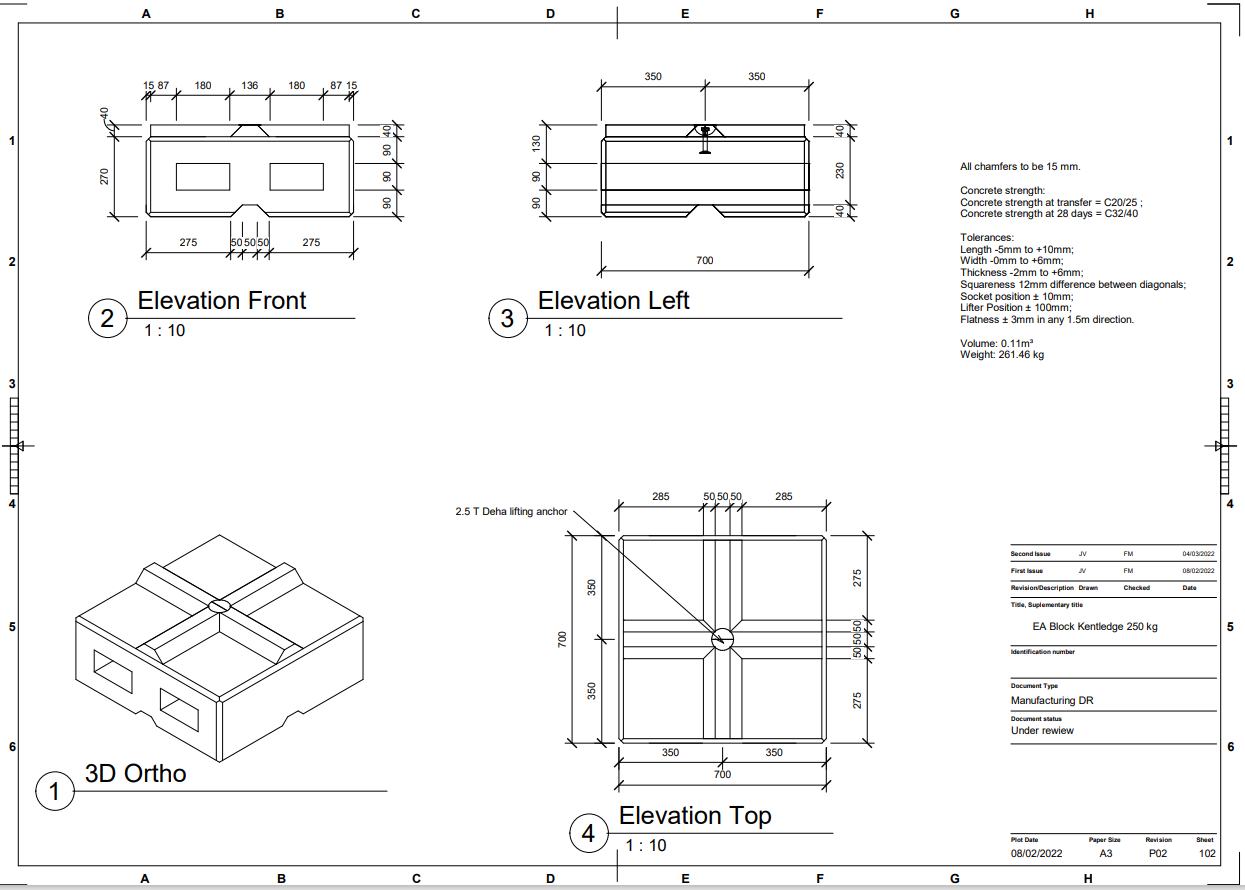 A B C D E F G H
15 87 180 136 180 87 15
40
270
40
90
90
90
275 50 50 50 275
2 Elevation Front
1 : 10
350 350
130
90
90
40
230
40
700
3 Elevation Left
1 : 10
All chamfers to be 15 mm.
Concrete strength:
Concrete strength at transfer = C20/25 ;
Concrete strength at 28 days = C32/40
Tolerances:
Length -5mm to +10mm;
Width -0mm to +6mm;
Thickness -2mm to +6mm;
Squareness 12mm difference between diagonals;
Socket position ± 10mm;
Lifter Position ± 100mm;
Flatness ± 3mm in any 1.5m direction.
Volume: 0.11m³
Weight: 261.46 kg
1 1
2 2
3 3
4 4
5 5
6 6
1 3D Ortho
2.5 T Deha lifting anchor
285 50 50 50 285
350
700
350
275
50
50
50
275
350 350
700
4 Elevation Top
1 : 10
Second Issue JV FM 04/03/2022
First Issue JV FM 08/02/2022
Revision/Description Drawn Checked Date
Title, Suplementary title
EA Block Kentledge 250 kg
Identification number
Document Type
Manufacturing DR
Document status
Under rewiew
Plot Date Paper Size Revision Sheet
08/02/2022 A3 P02 102
A B C D E F G H